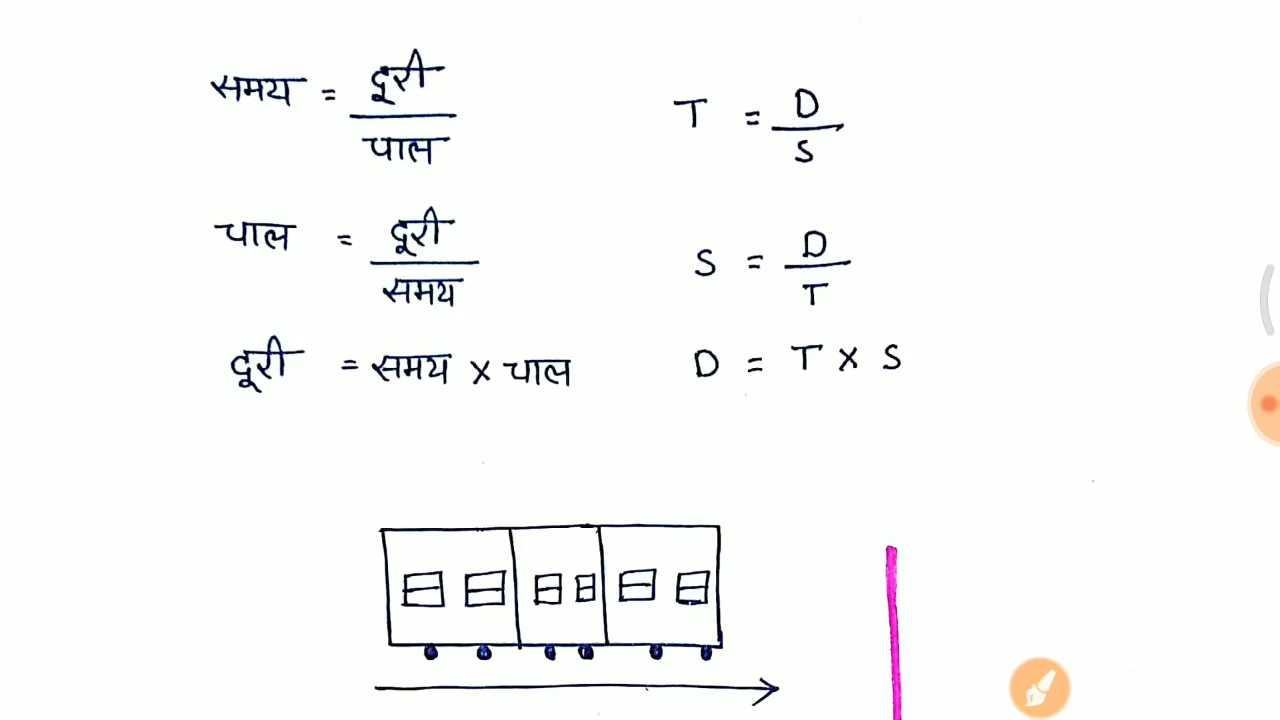 समय = दूरी / चाल    T = D / S
चाल = दूरी / समय    S = D / T
दूरी = समय × चाल    D = T × S